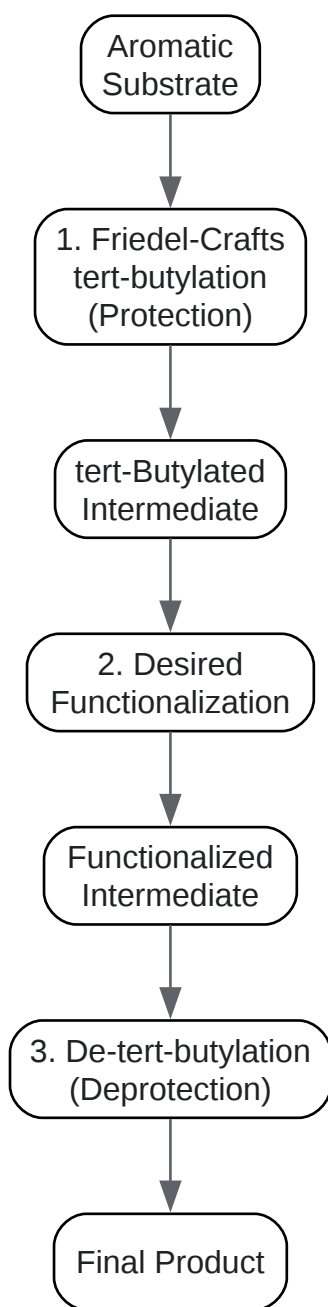 Aromatic
Substrate
1. Friedel-Crafts
tert-butylation
(Protection)
tert-Butylated
Intermediate
2. Desired
Functionalization
Functionalized
Intermediate
3. De-tert-butylation
(Deprotection)
Final Product